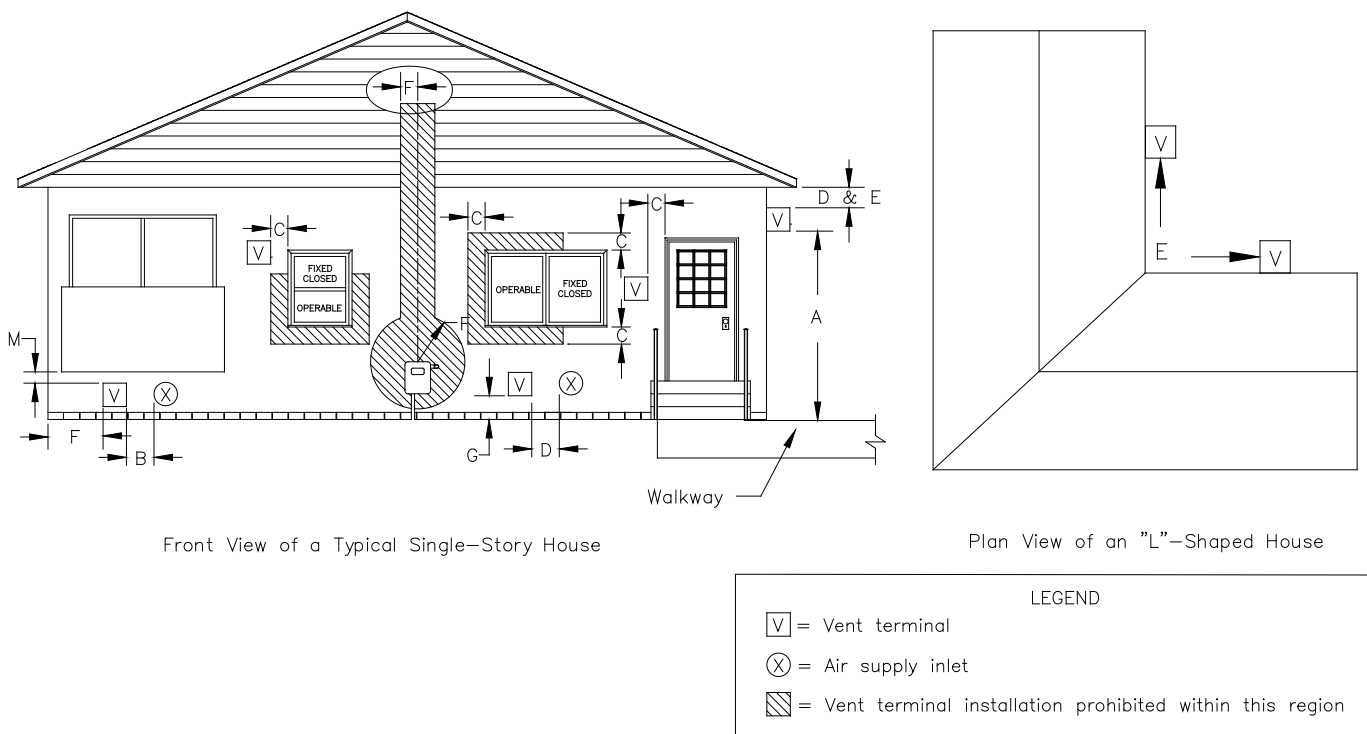 F
D & E
C
C
C
V
V
C
V
V
FIXED
CLOSED
OPERABLE
OPERABLE
FIXED
CLOSED
V
E
V
A
F
C
M
V
X
V
X
F
B
G
D
Walkway
Front View of a Typical Single-Story House
Plan View of an "L"-Shaped House
LEGEND
V = Vent terminal
X = Air supply inlet
= Vent terminal installation prohibited within this region